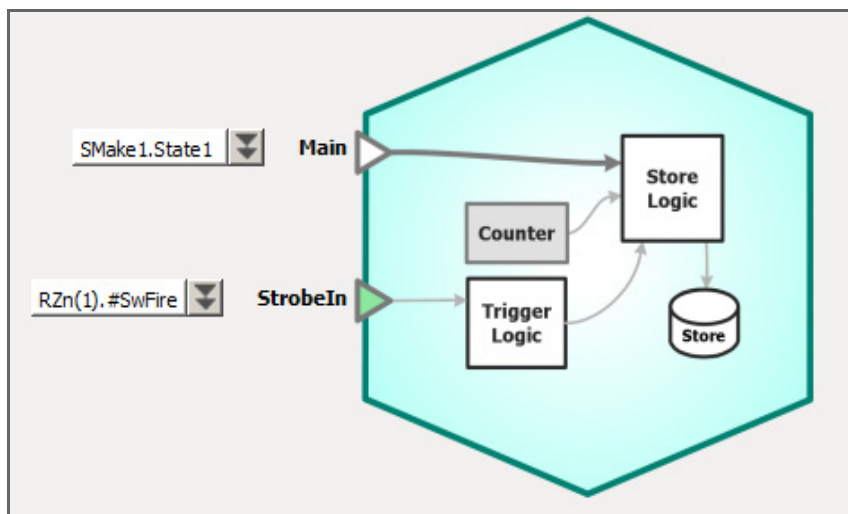 SMake1.State1
Main
Store
Logic
Counter
RZn(1).#SwFire
StrobeIn
Trigger
Logic
Store